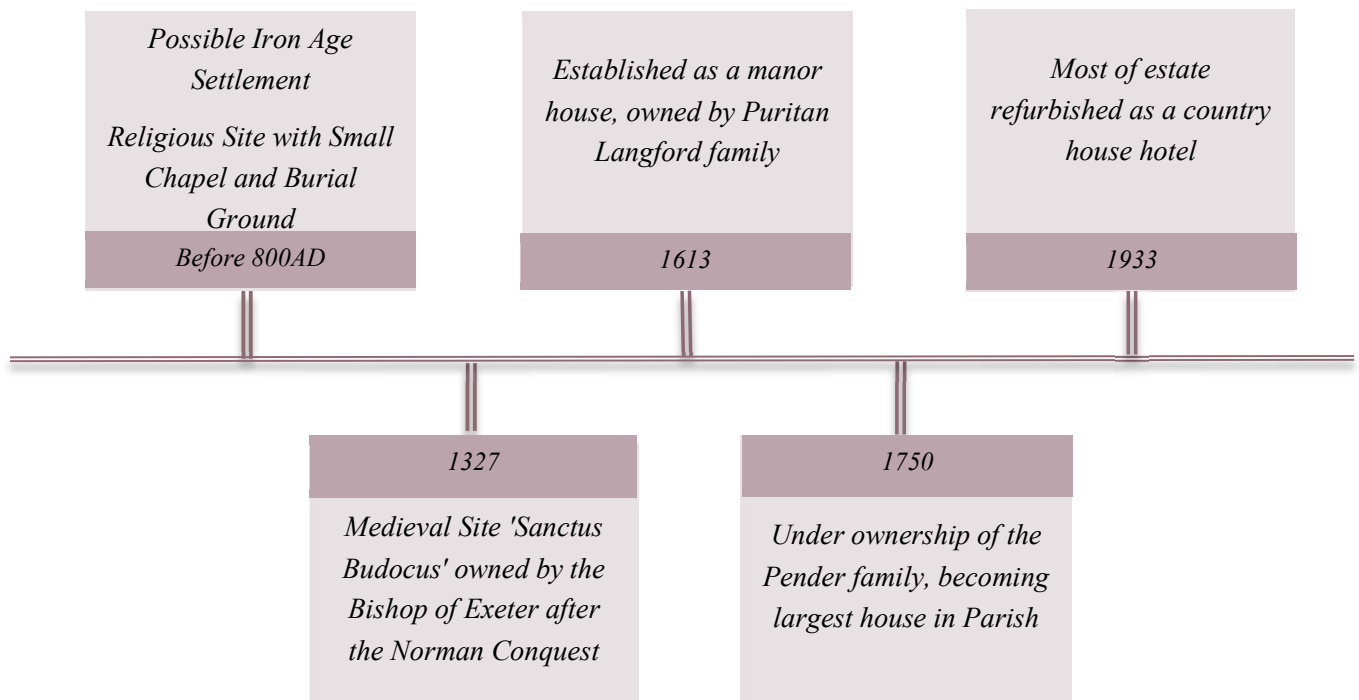 Possible Iron Age
Settlement
Religious Site with Small
Chapel and Burial
Ground
Before 800AD
1327
Medieval Site 'Sanctus
Budocus' owned by the
Bishop of Exeter after
the Norman Conquest
Established as a manor
house, owned by Puritan
Langford family
1613
1750
Under ownership of the
Pender family, becoming
largest house in Parish
Most of estate
refurbished as a country
house hotel
1933